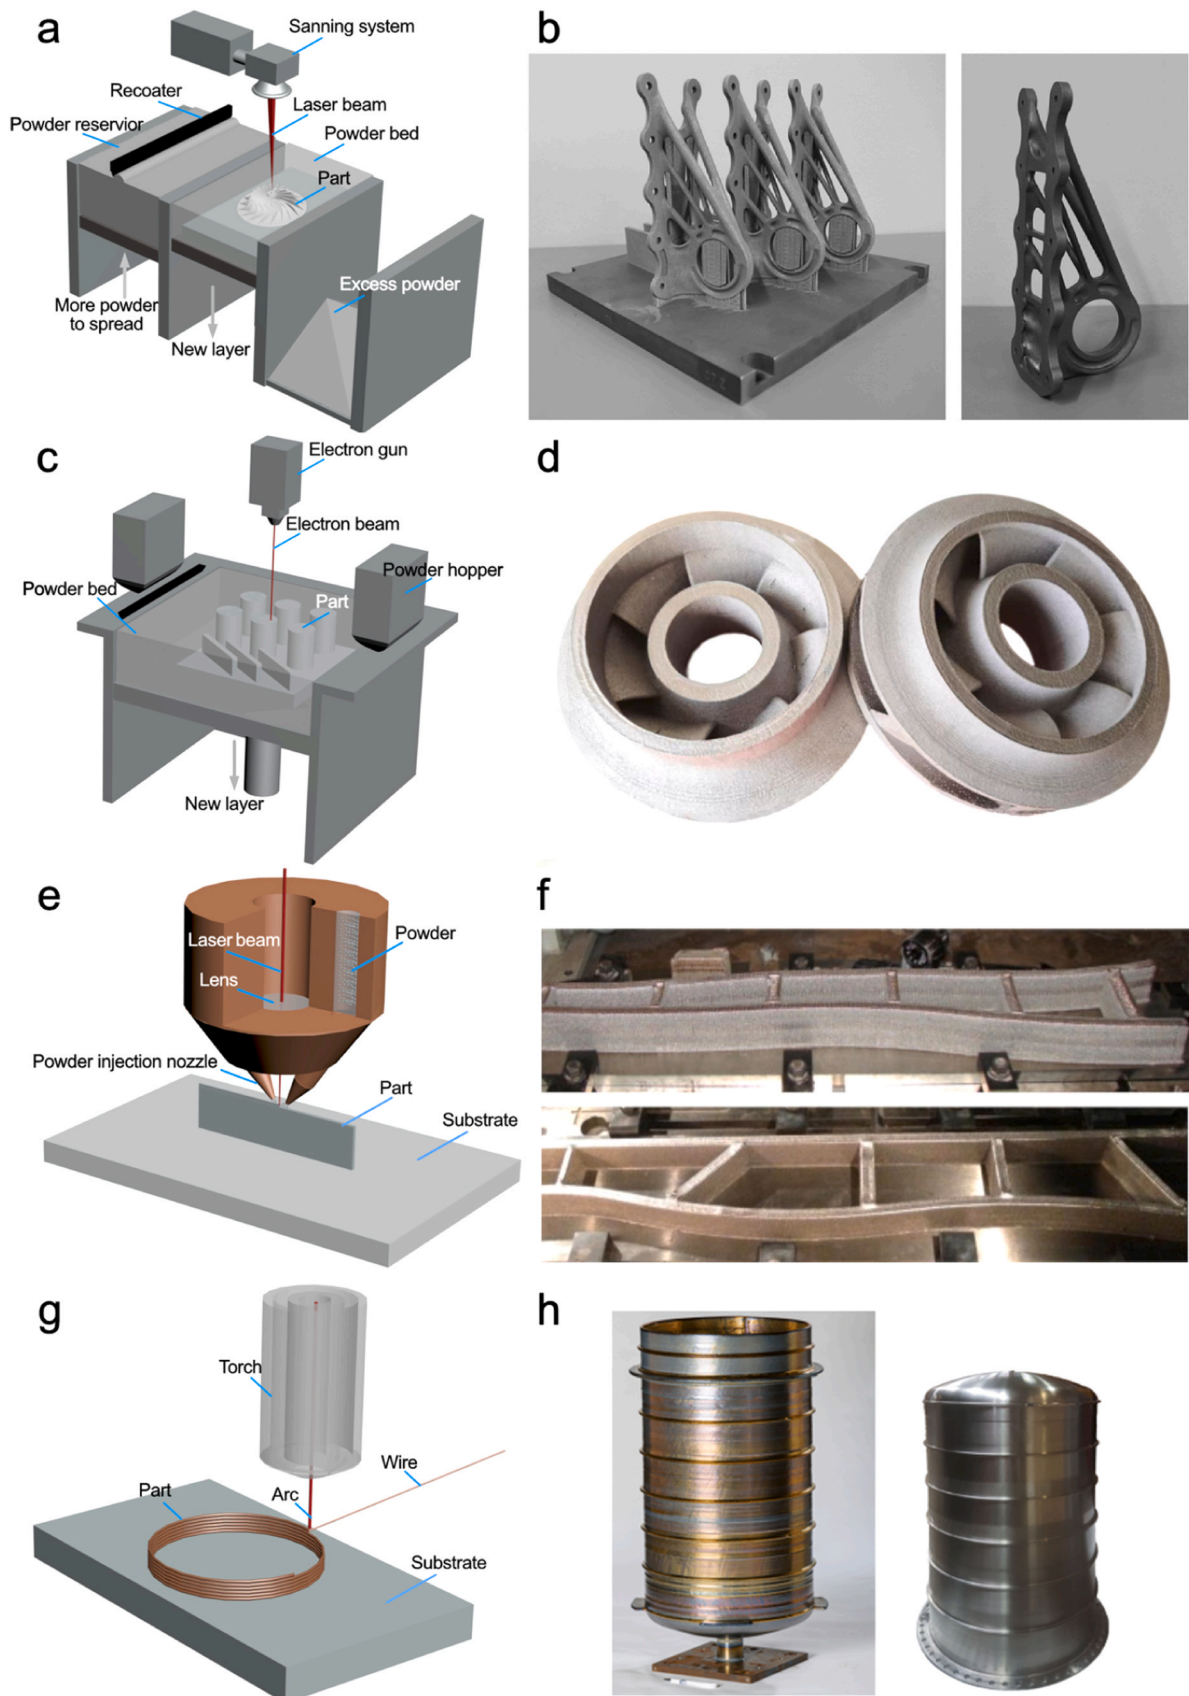 a
Sanning system
Recoater
Laser beam
Powder reservior
Powder bed
Part
Excess powder
More powder
to spread
New layer
b
c
Electron gun
Electron beam
Powder hopper
Powder bed
Part
New layer
d
e
Laser beam
Powder
Lens
Powder injection nozzle
Part
Substrate
f
g
Torch
Wire
Part
Arc
Substrate
h